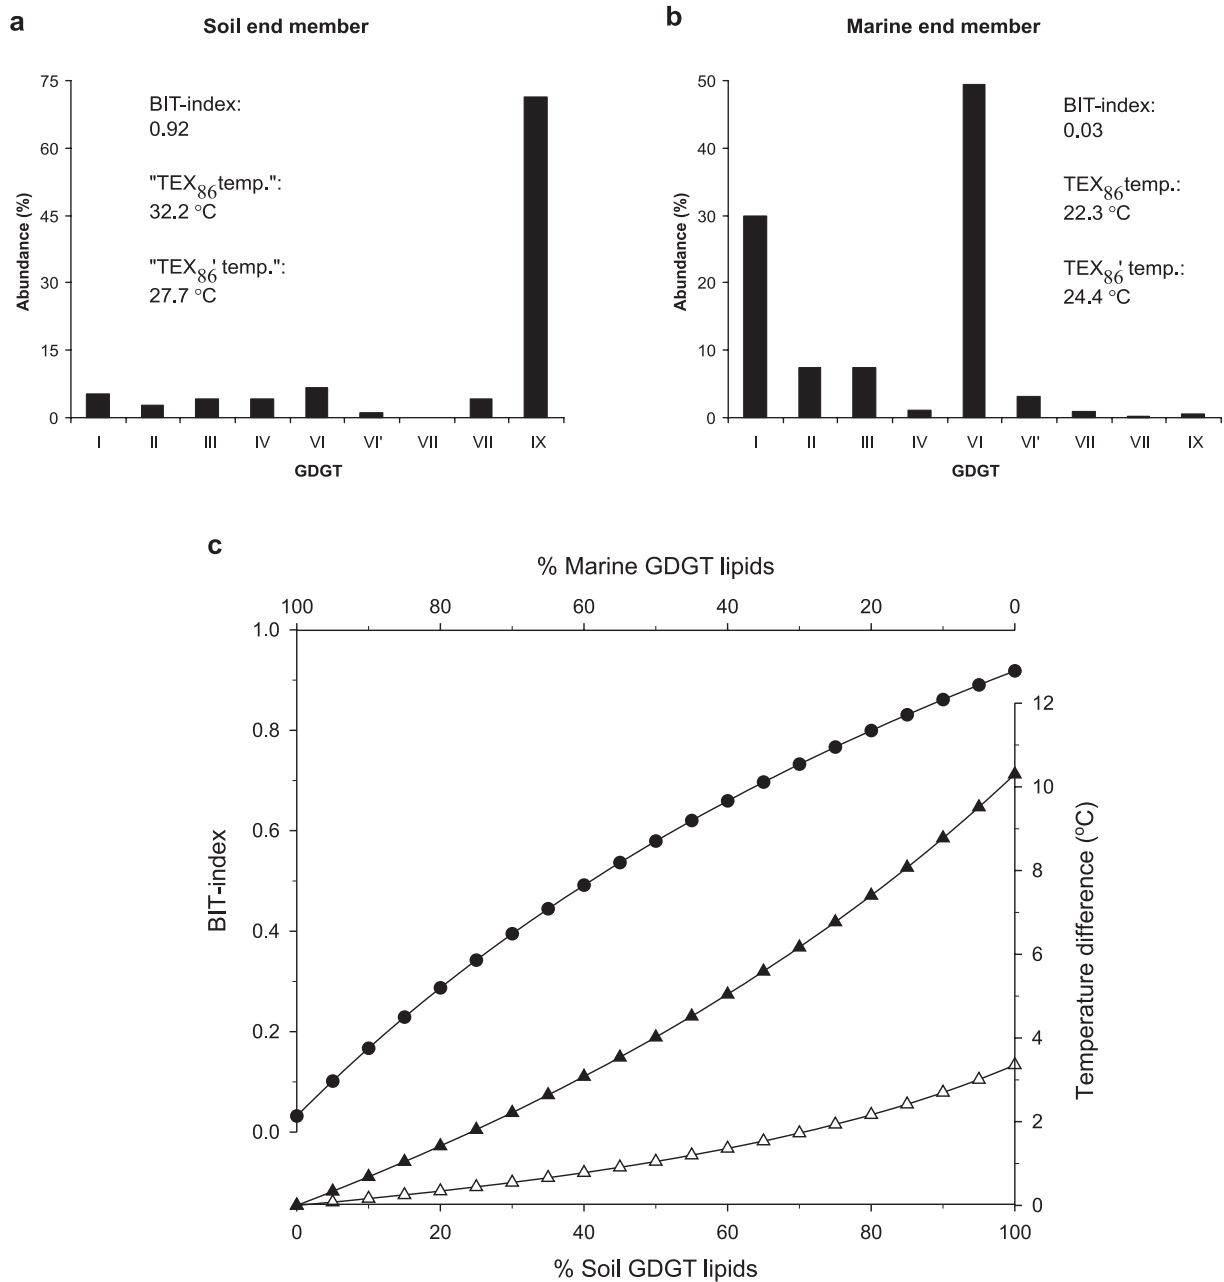 a
Soil end member
75
60
45
30
15
0
Abundance (%)
BIT-index:
0.92
"TEX86 temp.":
32.2 °C
"TEX86' temp.":
27.7 °C
I II III IV VI VI' VII VII IX
GDGT
b
Marine end member
50
40
30
20
10
0
Abundance (%)
BIT-index:
0.03
TEX86 temp.:
22.3 °C
TEX86' temp.:
24.4 °C
I II III IV VI VI' VII VII IX
GDGT
c
% Marine GDGT lipids
100 80 60 40 20 0
1.0
0.8
0.6
0.4
0.2
0.0
BIT-index
12
10
8
6
4
2
0
Temperature difference (°C)
0 20 40 60 80 100
% Soil GDGT lipids